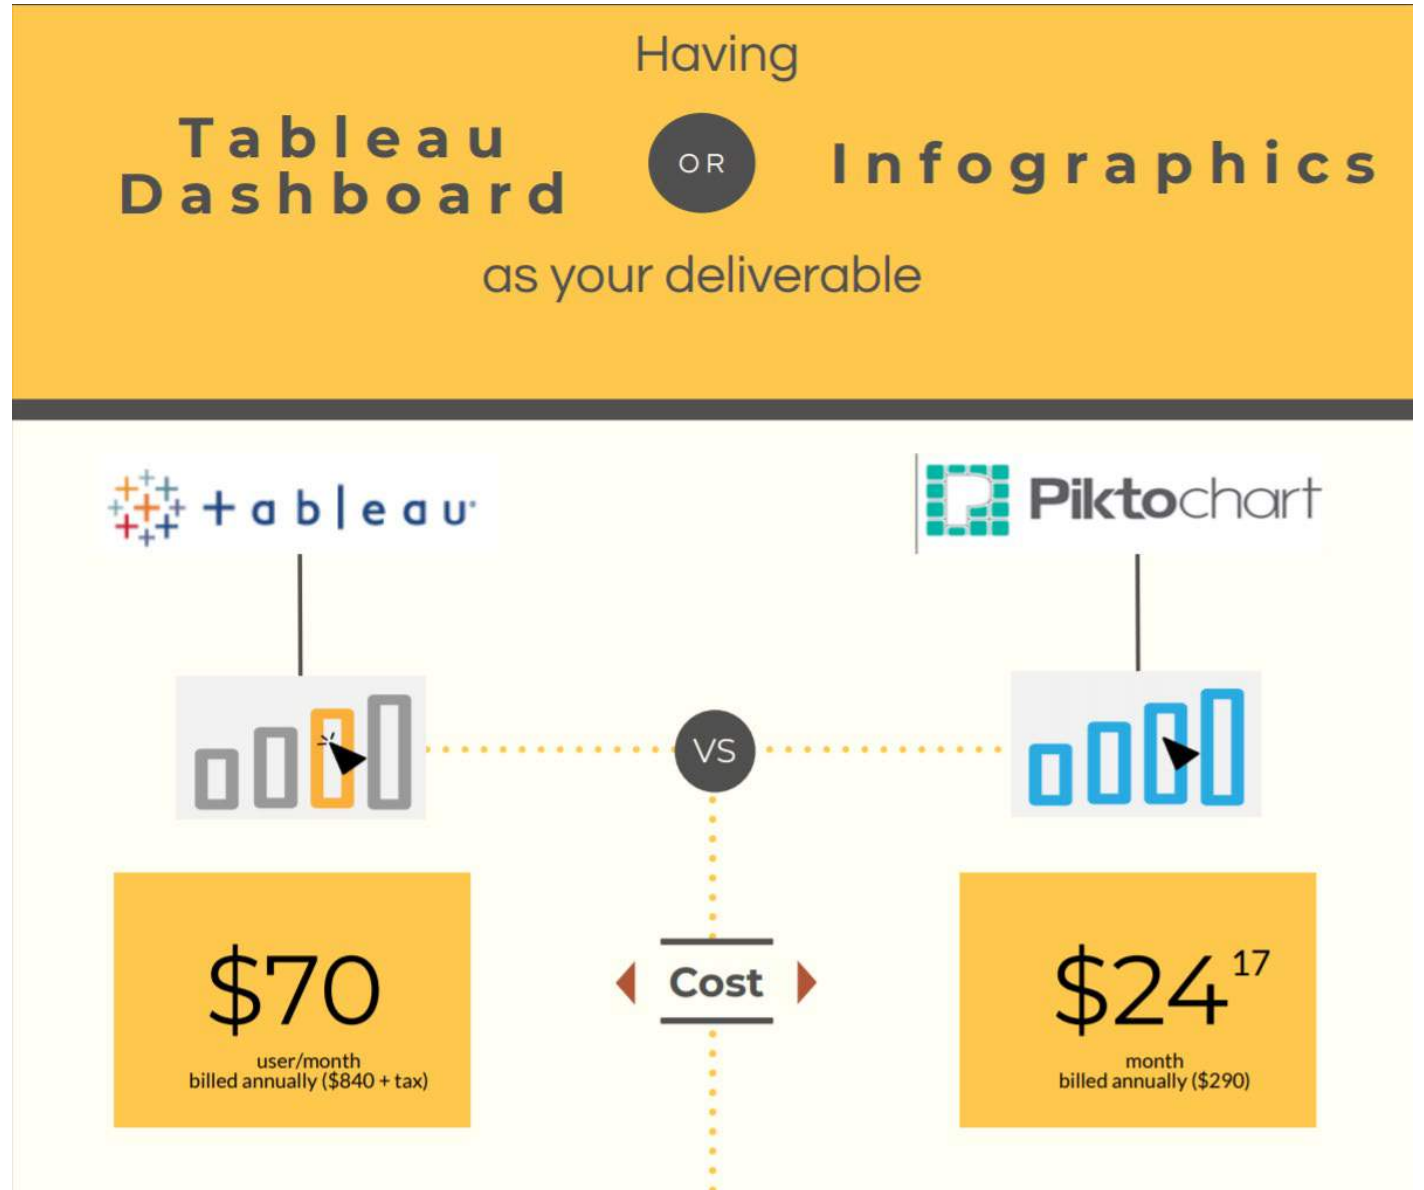 Having
Tableau
Dashboard
OR
Infographics
as your deliverable
+ a b l e a u
Piktochart
VS
$70
user/month
billed annually ($840 + tax)
Cost
$24 17
month
billed annually ($290)